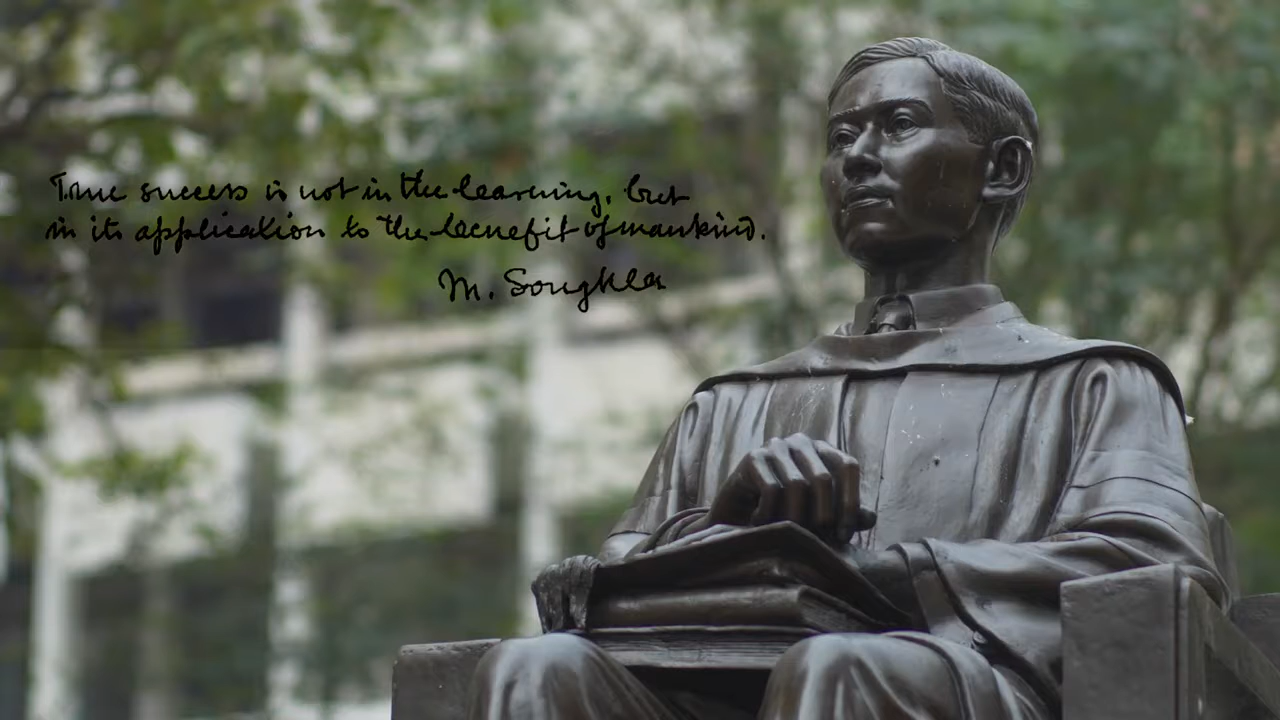 True success is not in the learning, but
in its application to the benefit of mankind.
M. Songkla